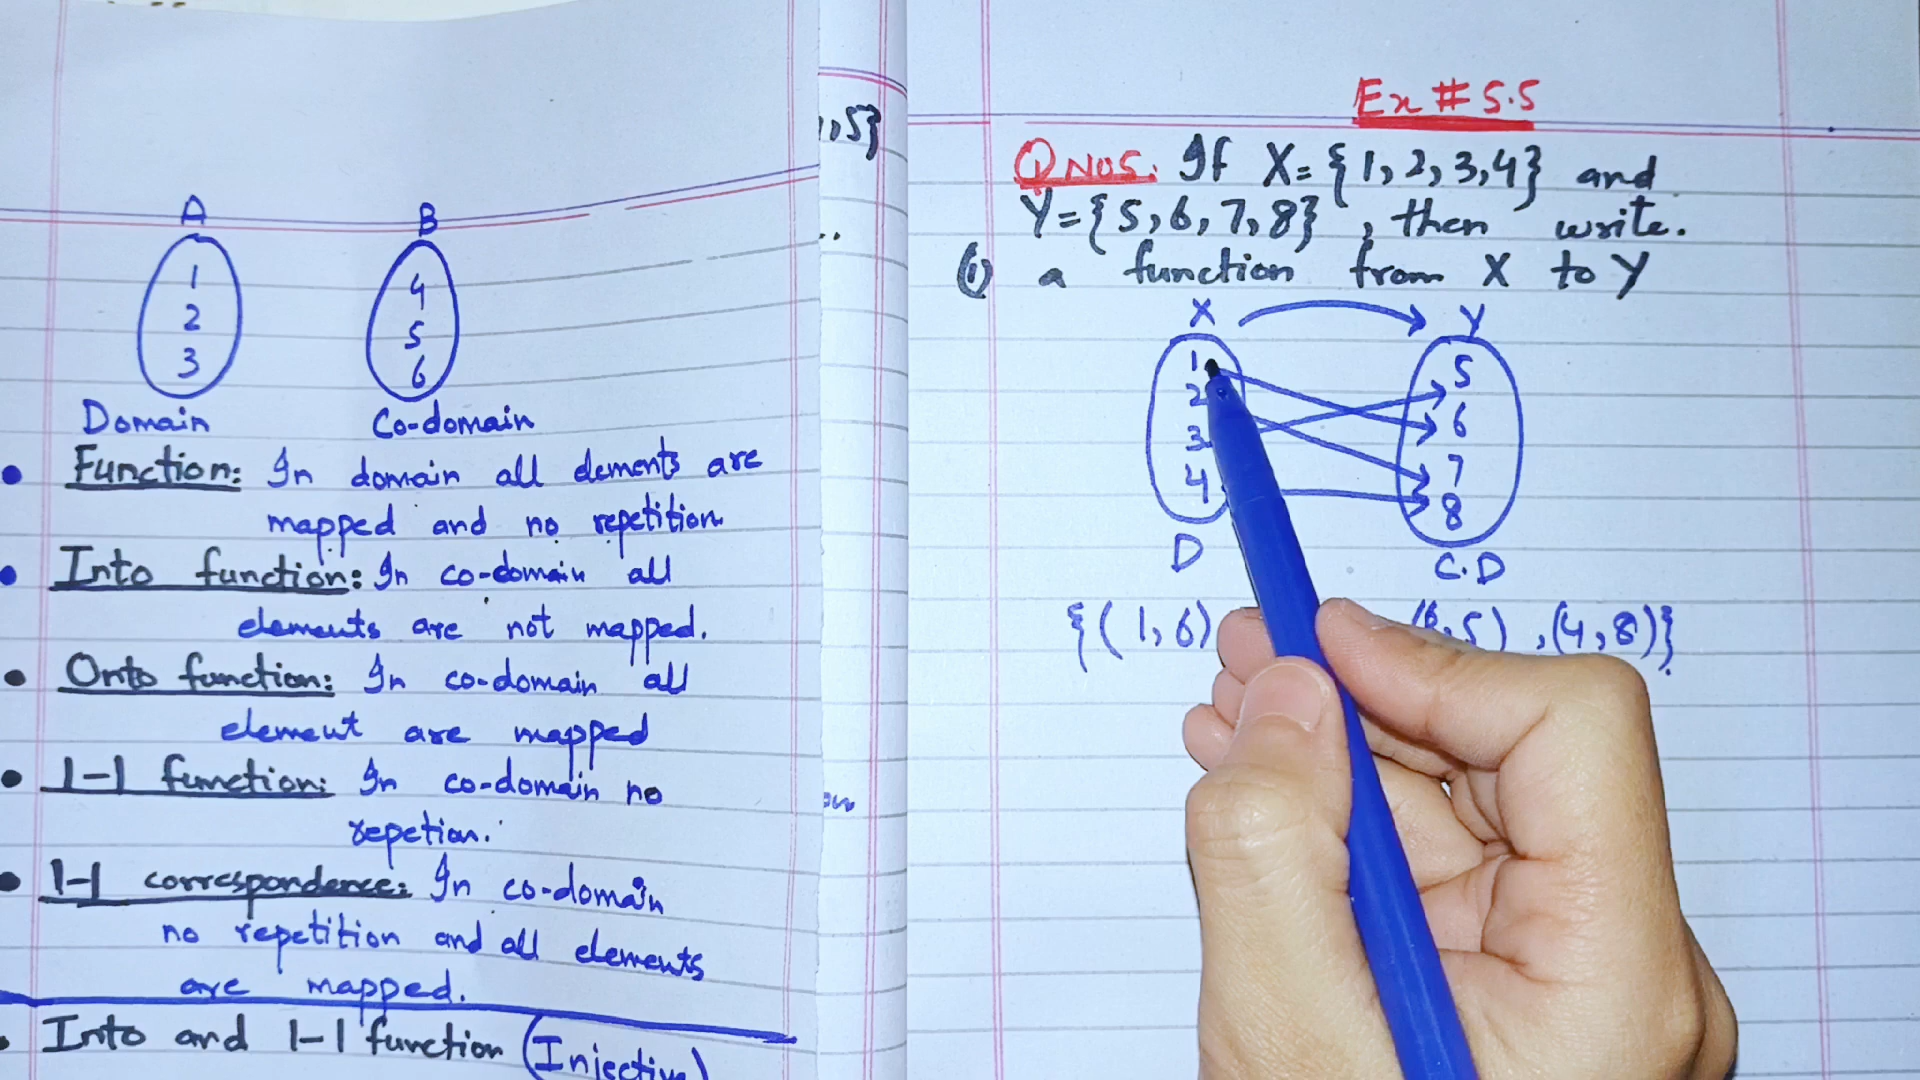 A B
1 4
2 5
3 6
Domain Co-domain
• Function: In domain all elements are
mapped and no repetition
• Into function: In co-domain all
elements are not mapped.
• Onto function: In co-domain all
element are mapped
• 1-1 function: In co-domain no
repetion.
• 1-1 correspondence: In co-domain
no repetition and all elements
are mapped.
• Into and 1-1 function (Injective)
,5}
Ex # 5.5
Q NO5. If X= {1, 2, 3,4} and
Y={5,6,7,8} , then write.
(i) a function from X to Y
X Y
1 5
2 6
3 7
4 8
D C.D
{(1,6) ,5) ,(4,8)}